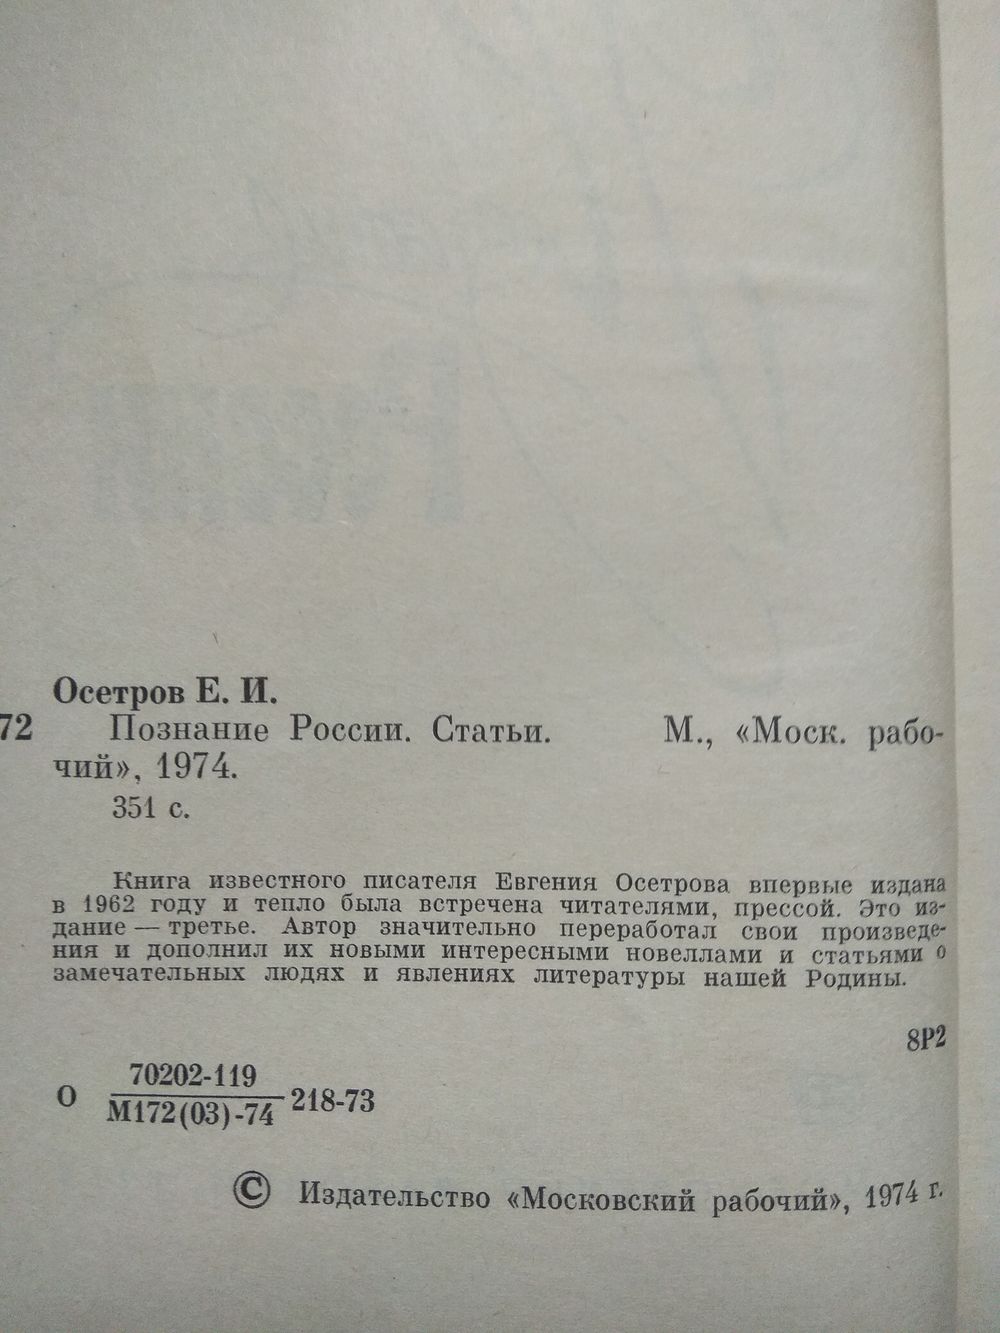 Осетров Е. И.
72 Познание России. Статьи. М., «Моск. рабо-
чий», 1974.
351 с.
Книга известного писателя Евгения Осетрова впервые издана
в 1962 году и тепло была встречена читателями, прессой. Это из-
дание — третье. Автор значительно переработал свои произведе-
ния и дополнил их новыми интересными новеллами и статьями о
замечательных людях и явлениях литературы нашей Родины.
8Р2
70202-119
О 218-73
М172(03)-74
© Издательство «Московский рабочий», 1974 г.